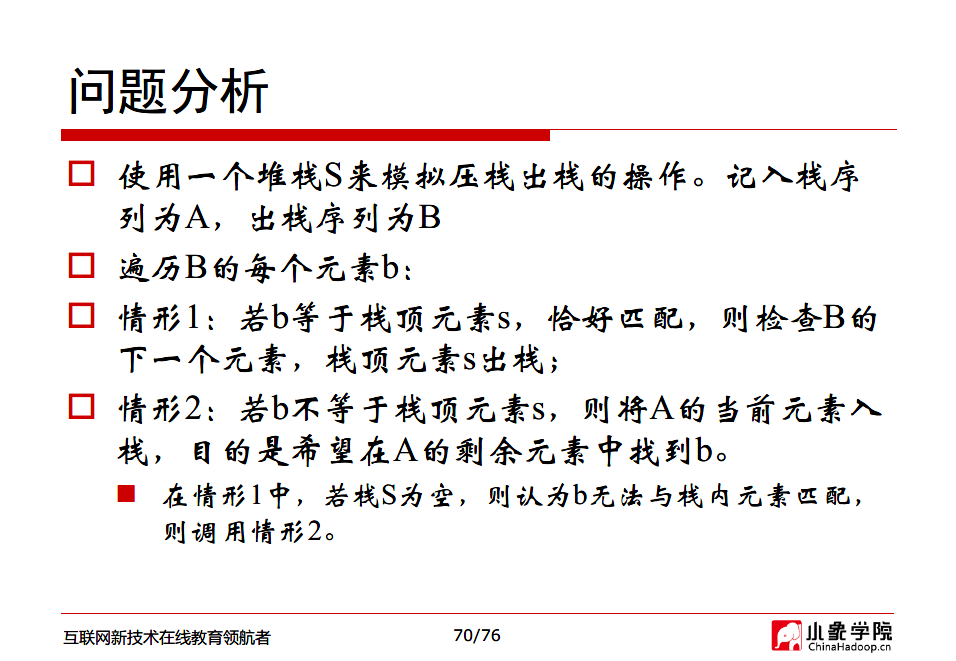 问题分析
使用一个堆栈S来模拟压栈出栈的操作。记入栈序
列为A，出栈序列为B
遍历B的每个元素b：
情形1：若b等于栈顶元素s，恰好匹配，则检查B的
下一个元素，栈顶元素s出栈；
情形2：若b不等于栈顶元素s，则将A的当前元素入
栈，目的是希望在A的剩余元素中找到b。
在情形1中，若栈S为空，则认为b无法与栈内元素匹配，
则调用情形2。
互联网新技术在线教育领航者
70/76
小象学院
ChinaHadoop.cn